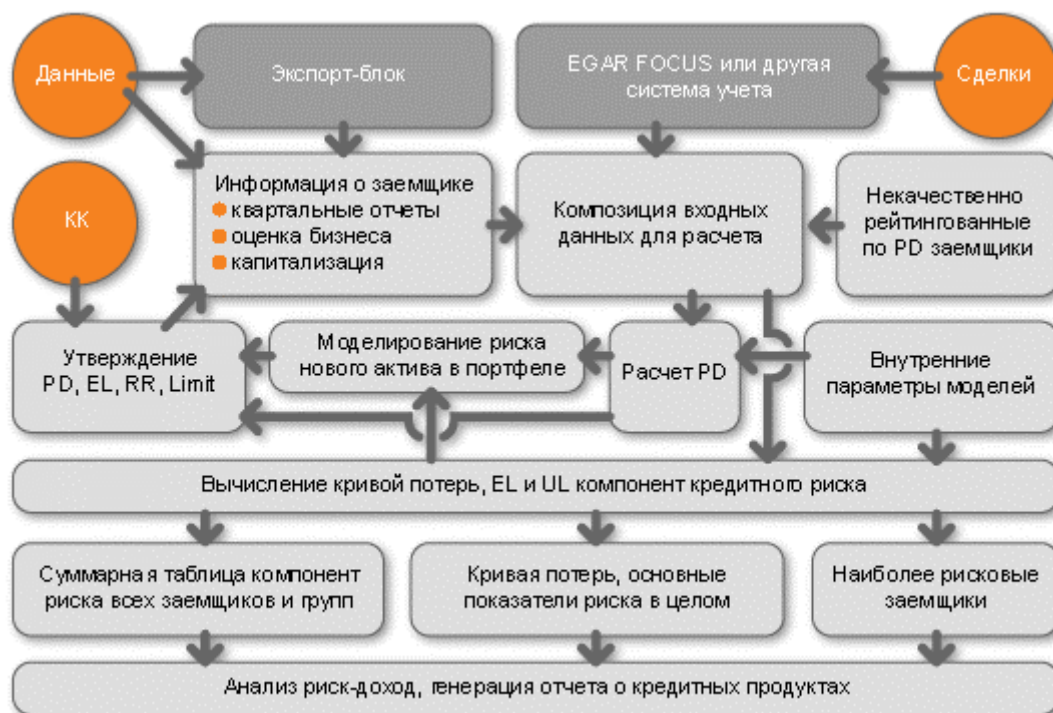 Данные
Экспорт-блок
EGAR FOCUS или другая
система учета
Сделки
КК
Информация о заемщике
квартальные отчеты
оценка бизнеса
капитализация
Композиция входных
данных для расчета
Некачественно
рейтингованные
по PD заемщики
Утверждение
PD, EL, RR, Limit
Моделирование риска
нового актива в портфеле
Расчет PD
Внутренние
параметры моделей
Вычисление кривой потерь, EL и UL компонент кредитного риска
Суммарная таблица компонент
риска всех заемщиков и групп
Кривая потерь, основные
показатели риска в целом
Наиболее рисковые
заемщики
Анализ риск-доход, генерация отчета о кредитных продуктах